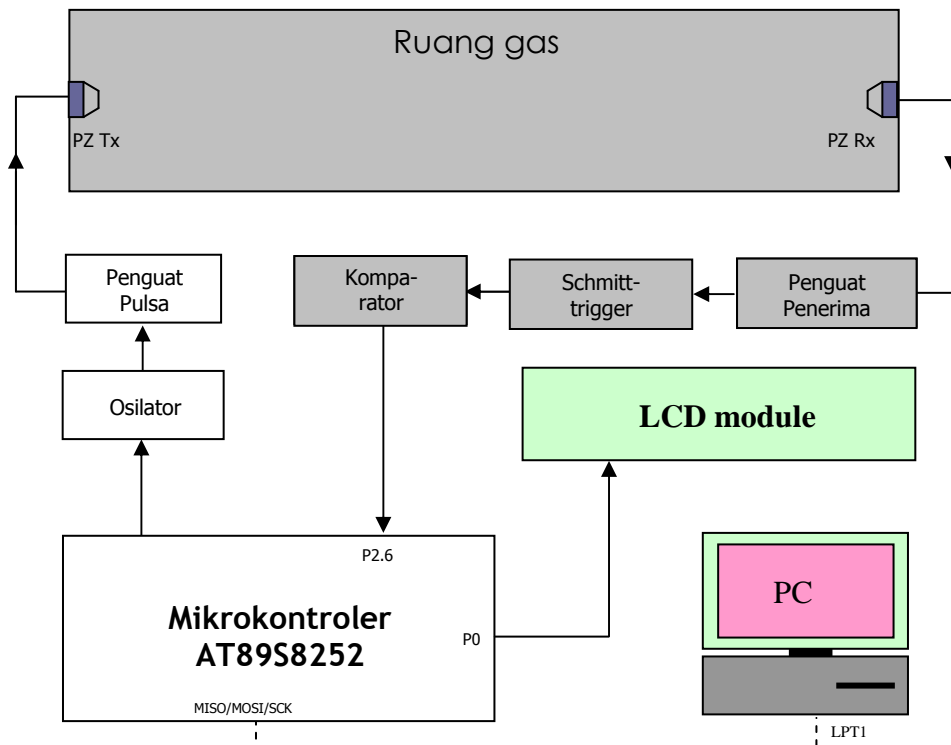 Ruang gas
PZ Tx
PZ Rx
Penguat
Pulsa
Kompa-
rator
Schmitt-
trigger
Penguat
Penerima
Osilator
LCD module
P2.6
Mikrokontroler
AT89S8252
P0
MISO/MOSI/SCK
PC
LPT1